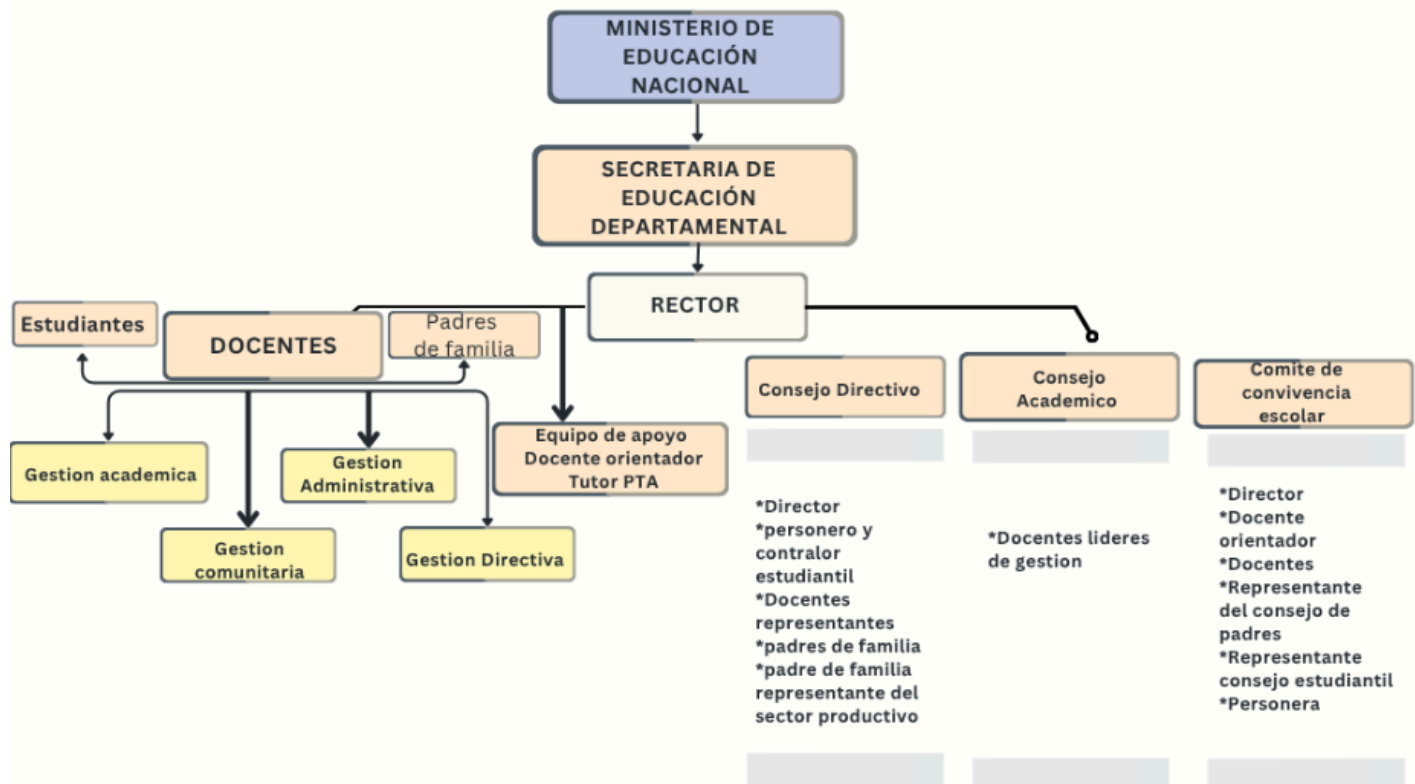 MINISTERIO DE
EDUCACIÓN
NACIONAL
SECRETARIA DE
EDUCACIÓN
DEPARTAMENTAL
RECTOR
Estudiantes
DOCENTES
Padres
de familia
Gestion academica
Gestion
comunitaria
Gestion
Administrativa
Gestion Directiva
Equipo de apoyo
Docente orientador
Tutor PTA
Consejo Directivo
*Director
*personero y
contralor
estudiantil
*Docentes
representantes
*padres de familia
*padre de familia
representante del
sector productivo
Consejo
Academico
*Docentes lideres
de gestion
Comite de
convivencia
escolar
*Director
*Docente
orientador
*Docentes
*Representante
del consejo de
padres
*Representante
consejo estudiantil
*Personera